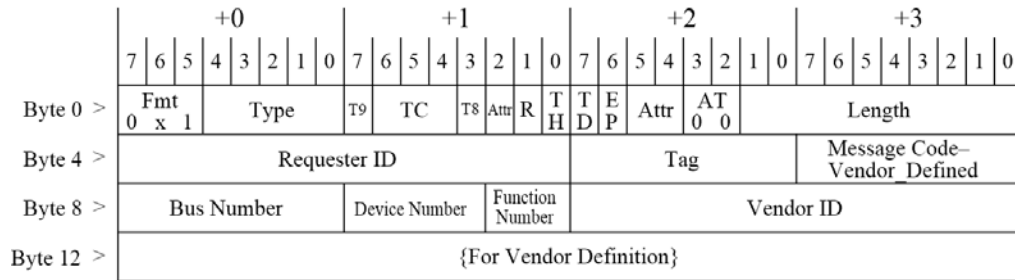 +0 +1 +2 +3
7 6 5 4 3 2 1 0 7 6 5 4 3 2 1 0 7 6 5 4 3 2 1 0 7 6 5 4 3 2 1 0
Byte 0 > Fmt 0 x 1 Type T9 TC T8 Attr R TH TD EP Attr AT 0 0 Length
Byte 4 > Requester ID Tag Message Code– Vendor_Defined
Byte 8 > Bus Number Device Number Function Number Vendor ID
Byte 12 > {For Vendor Definition}